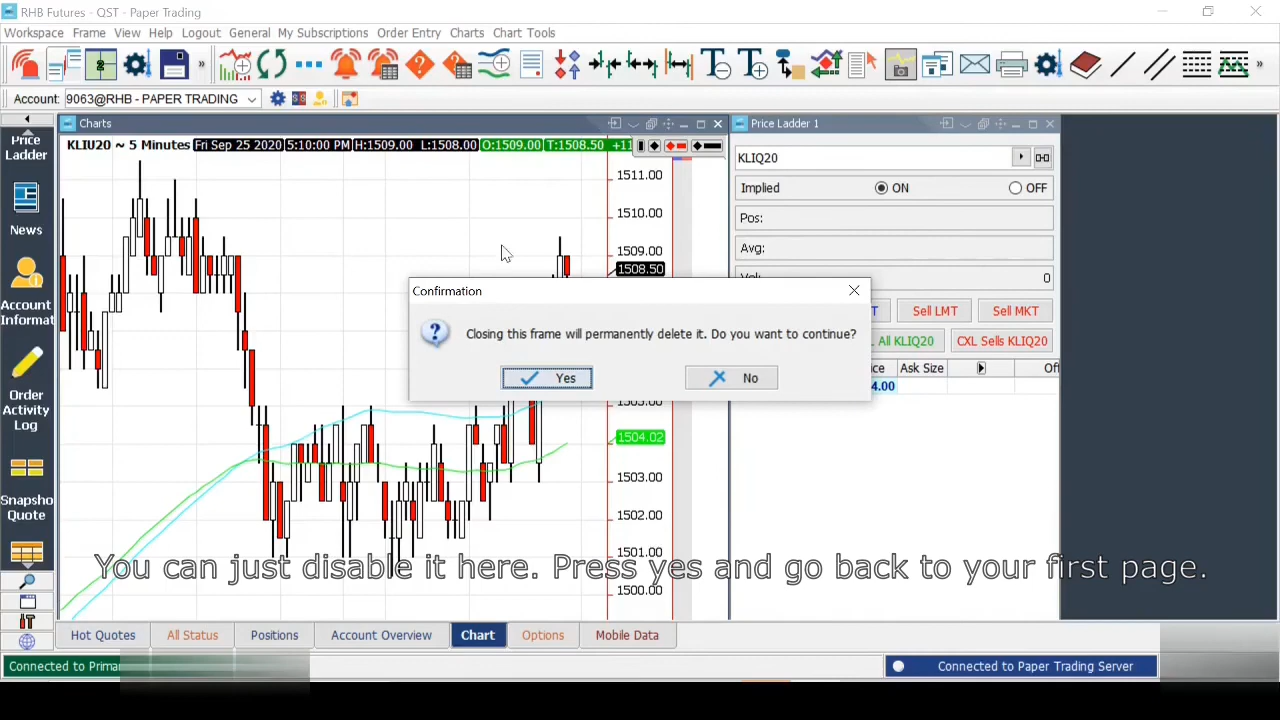 RHB Futures - QST - Paper Trading
Workspace Frame View Help Logout General My Subscriptions Order Entry Charts Chart Tools
Account: 9063@RHB - PAPER TRADING
Charts
Price Ladder 1
KLIU20 ~ 5 Minutes Fri Sep 25 2020 5:10:00 PM H:1509.00 L:1508.00 O:1509.00 T:1508.50
1511.00
1510.00
1509.00
1508.50
1504.02
1503.00
1502.00
1501.00
1500.00
KLIQ20
Implied ON OFF
Pos:
Avg:
0
Sell LMT Sell MKT
All KLIQ20 CXL Sells KLIQ20
Ask Size
4.00
Confirmation
Closing this frame will permanently delete it. Do you want to continue?
Yes No
Price
Ladder
News
Account
Informat
Order
Activity
Log
Snapsho
Quote
You can just disable it here. Press yes and go back to your first page.
Hot Quotes All Status Positions Account Overview Chart Options Mobile Data
Connected to Prima
Connected to Paper Trading Server